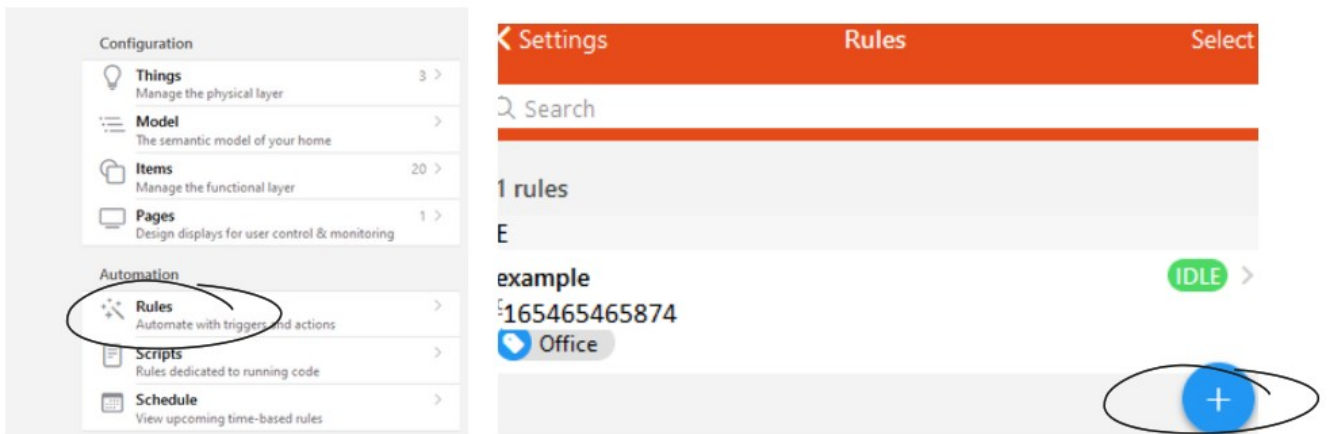 Configuration
Things 3 >
Manage the physical layer
Model >
The semantic model of your home
Items 20 >
Manage the functional layer
Pages 1 >
Design displays for user control & monitoring
Automation
Rules >
Automate with triggers and actions
Scripts >
Rules dedicated to running code
Schedule >
View upcoming time-based rules
Settings Rules Select
Search
1 rules
E
example IDLE >
165465465874
Office
+